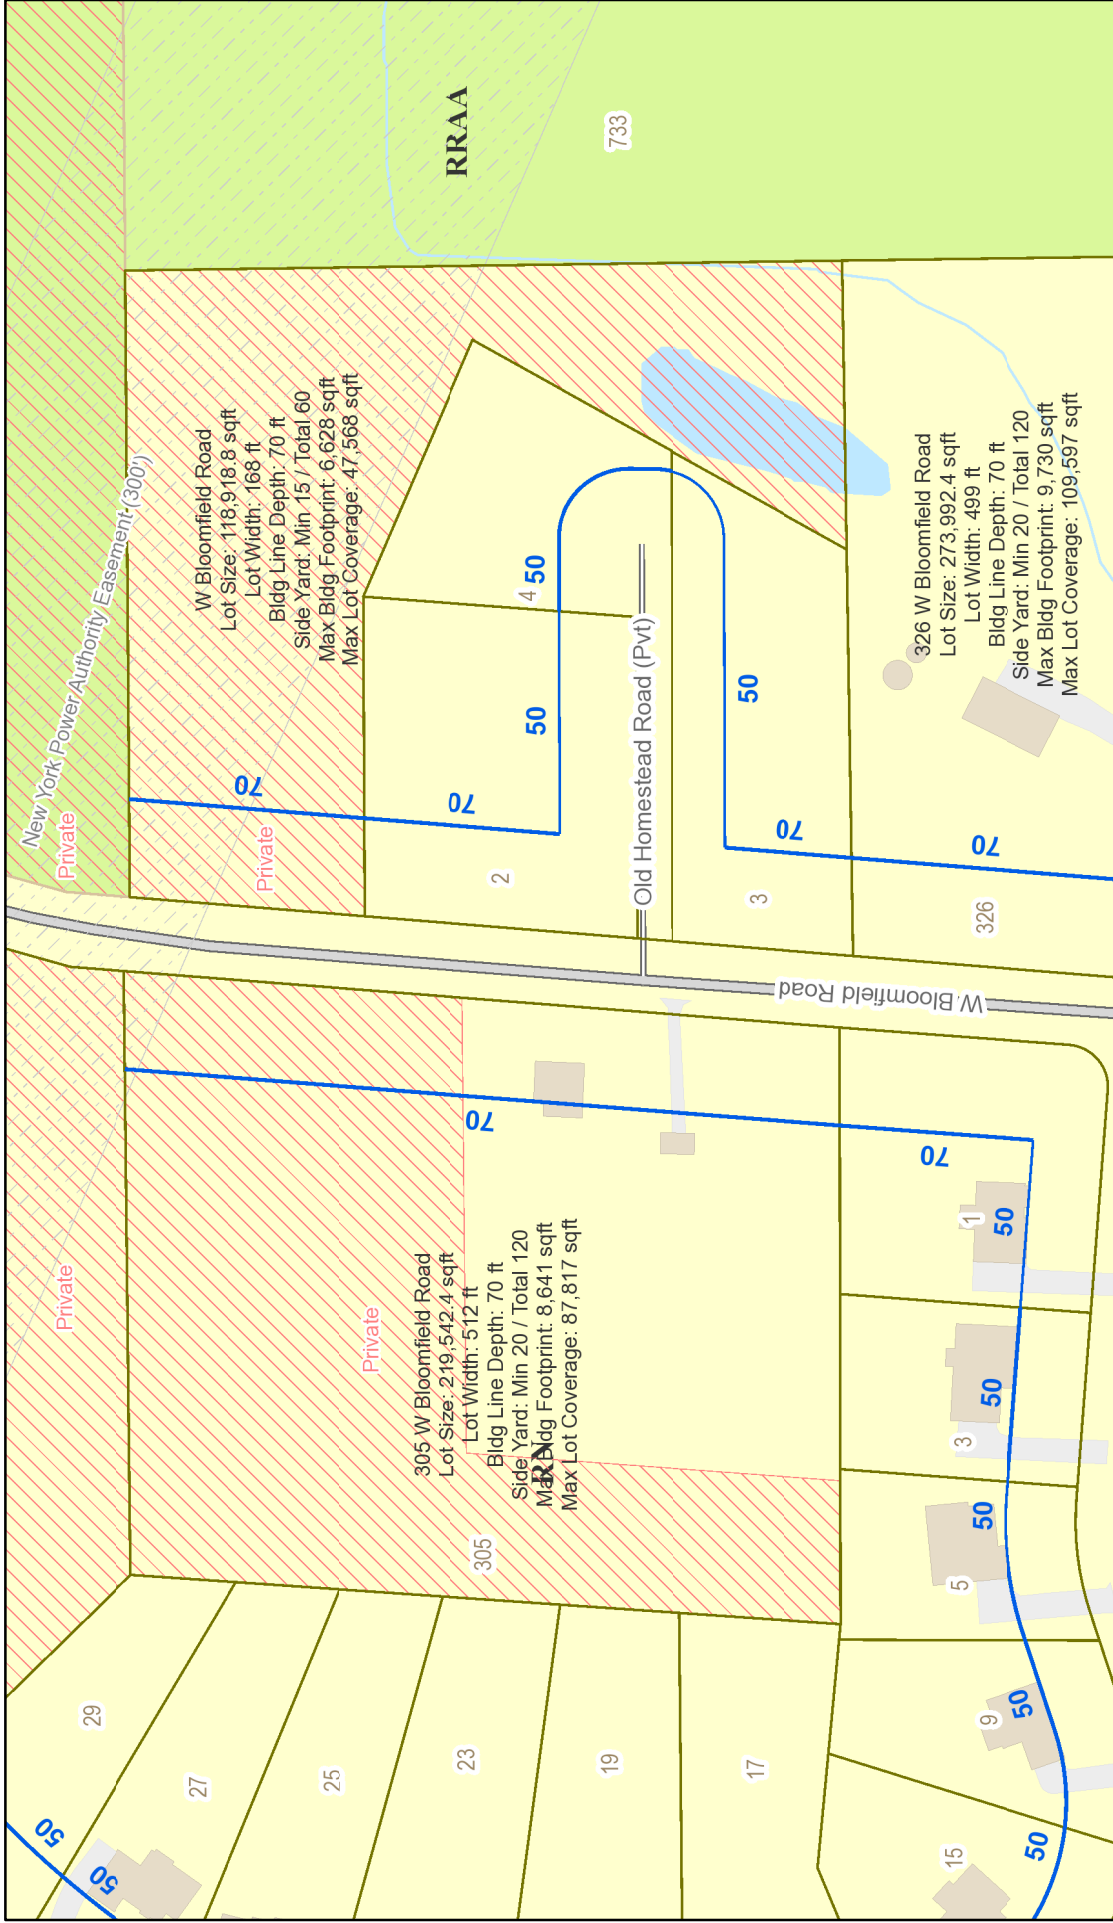 New York Power Authority Easement (300')
Private
Private
RRAA
733
W Bloomfield Road
Lot Size: 118,918.8 sqft
Lot Width: 168 ft
Bldg Line Depth: 70 ft
Side Yard: Min 15 / Total 60
Max Bldg Footprint: 6,628 sqft
Max Lot Coverage: 47,568 sqft
70
70
50
4
50
2
Old Homestead Road (Pvt)
50
70
3
326 W Bloomfield Road
Lot Size: 273,992.4 sqft
Lot Width: 499 ft
Bldg Line Depth: 70 ft
Side Yard: Min 20 / Total 120
Max Bldg Footprint: 9,730 sqft
Max Lot Coverage: 109,597 sqft
70
326
W Bloomfield Road
Private
Private
70
70
305 W Bloomfield Road
Lot Size: 219,542.4 sqft
Lot Width: 512 ft
Bldg Line Depth: 70 ft
Side Yard: Min 20 / Total 120
Max Bldg Footprint: 8,641 sqft
Max Lot Coverage: 87,817 sqft
RN
305
1
50
3
50
5
50
9
50
15
50
29
27
25
23
19
17
50
50